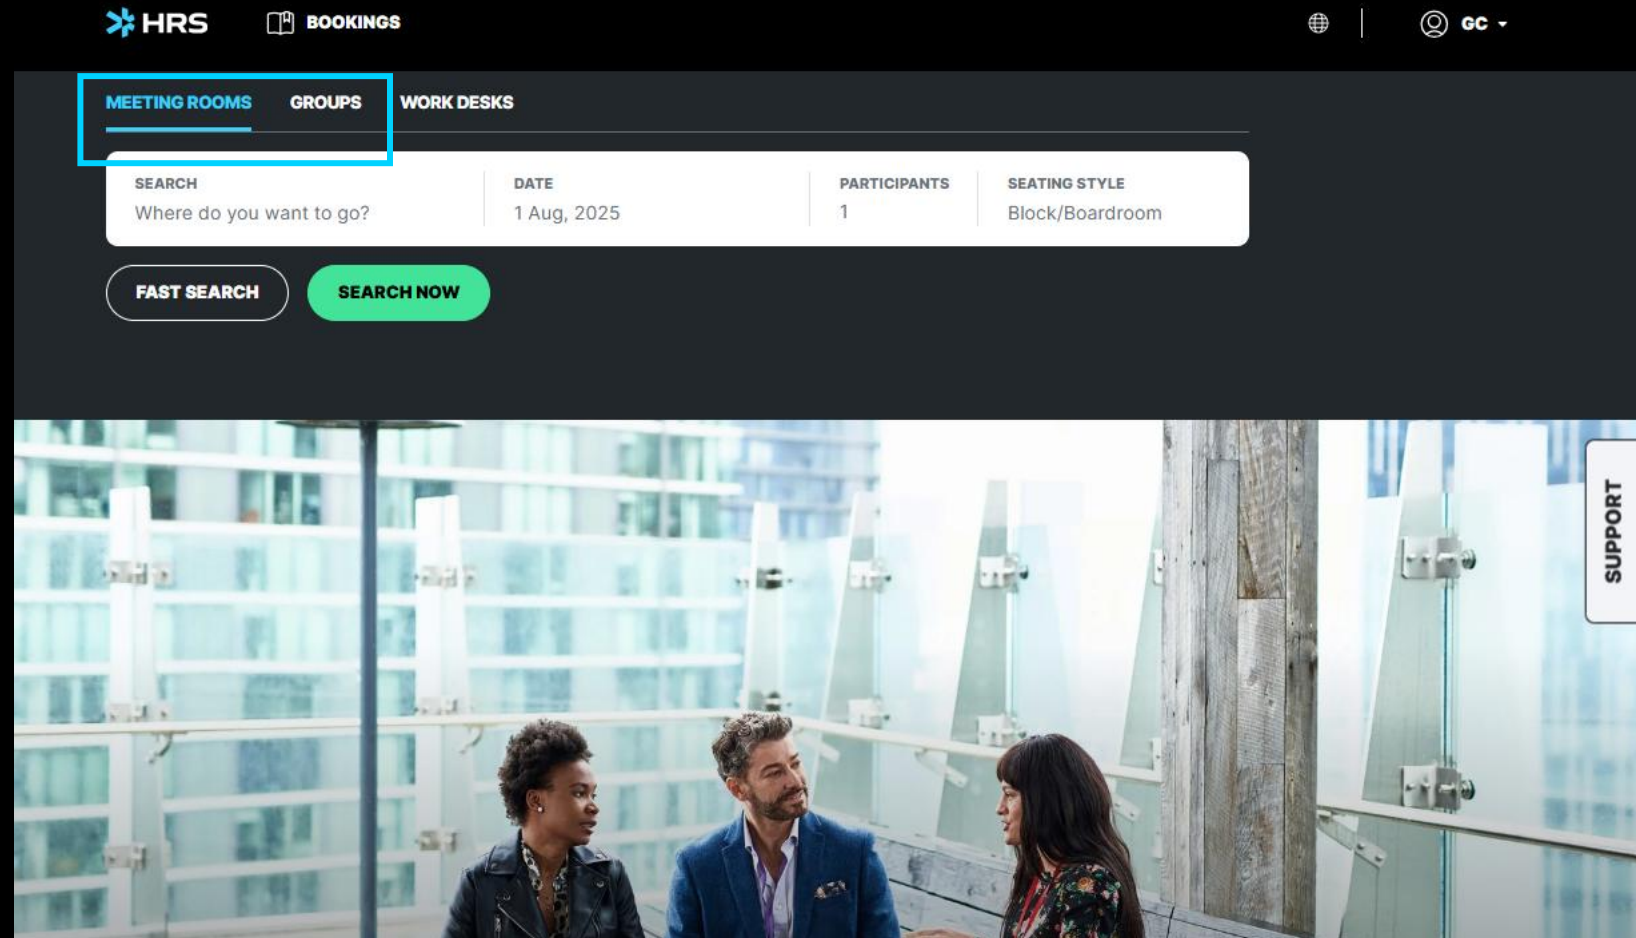 HRS
BOOKINGS
GC
MEETING ROOMS
GROUPS
WORK DESKS
SEARCH
Where do you want to go?
DATE
1 Aug, 2025
PARTICIPANTS
1
SEATING STYLE
Block/Boardroom
FAST SEARCH
SEARCH NOW
SUPPORT